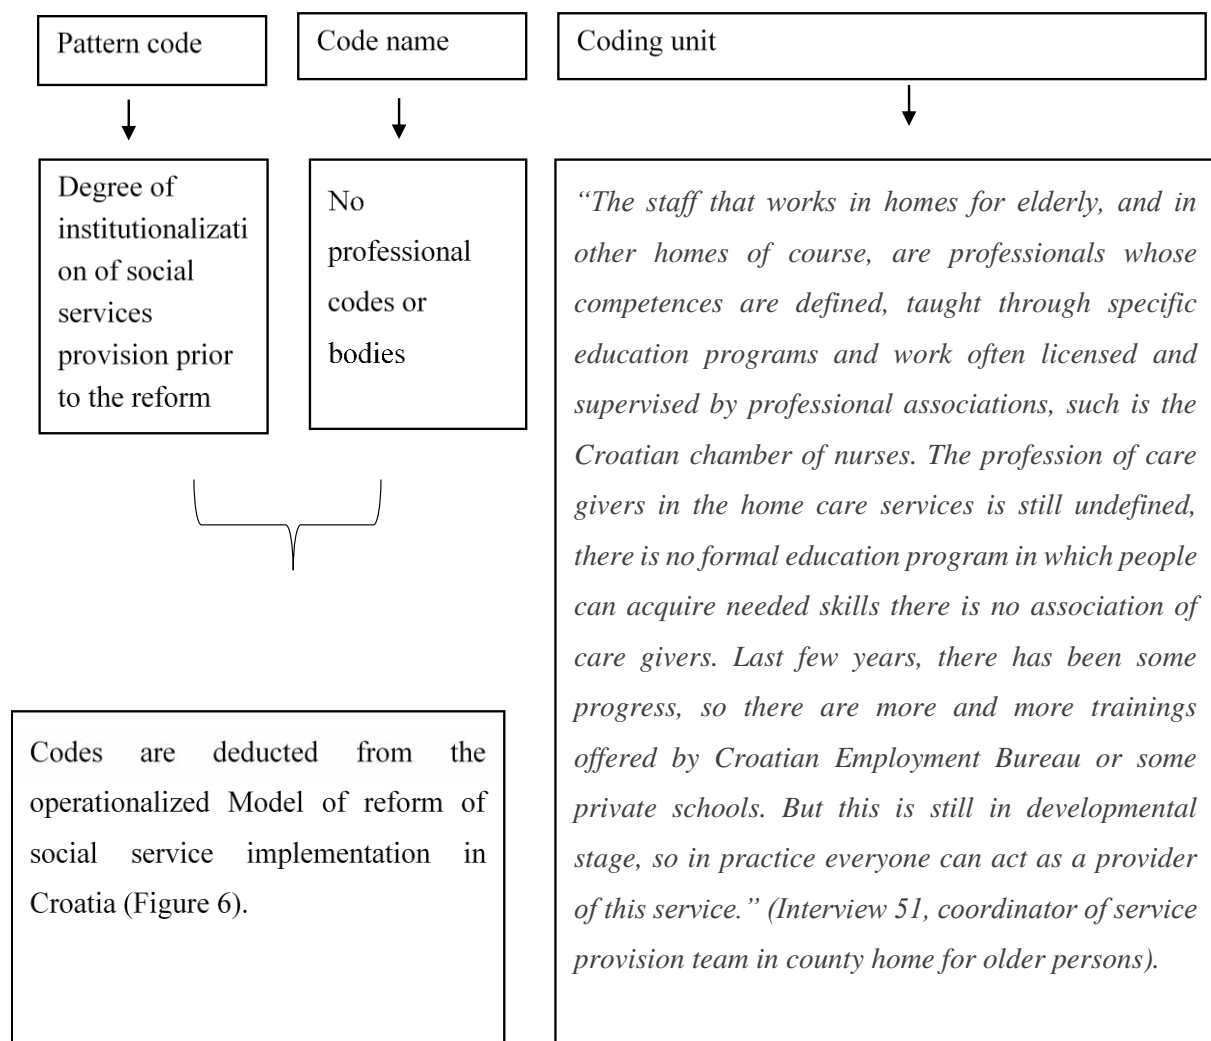 Pattern code
Code name
Coding unit
Degree of
institutionalizati
on of social
services
provision prior
to the reform
No
professional
codes or
bodies
“The staff that works in homes for elderly, and in
other homes of course, are professionals whose
competences are defined, taught through specific
education programs and work often licensed and
supervised by professional associations, such is the
Croatian chamber of nurses. The profession of care
givers in the home care services is still undefined,
there is no formal education program in which people
can acquire needed skills there is no association of
care givers. Last few years, there has been some
progress, so there are more and more trainings
offered by Croatian Employment Bureau or some
private schools. But this is still in developmental
stage, so in practice everyone can act as a provider
of this service.” (Interview 51, coordinator of service
provision team in county home for older persons).
Codes are deducted from the
operationalized Model of reform of
social service implementation in
Croatia (Figure 6).